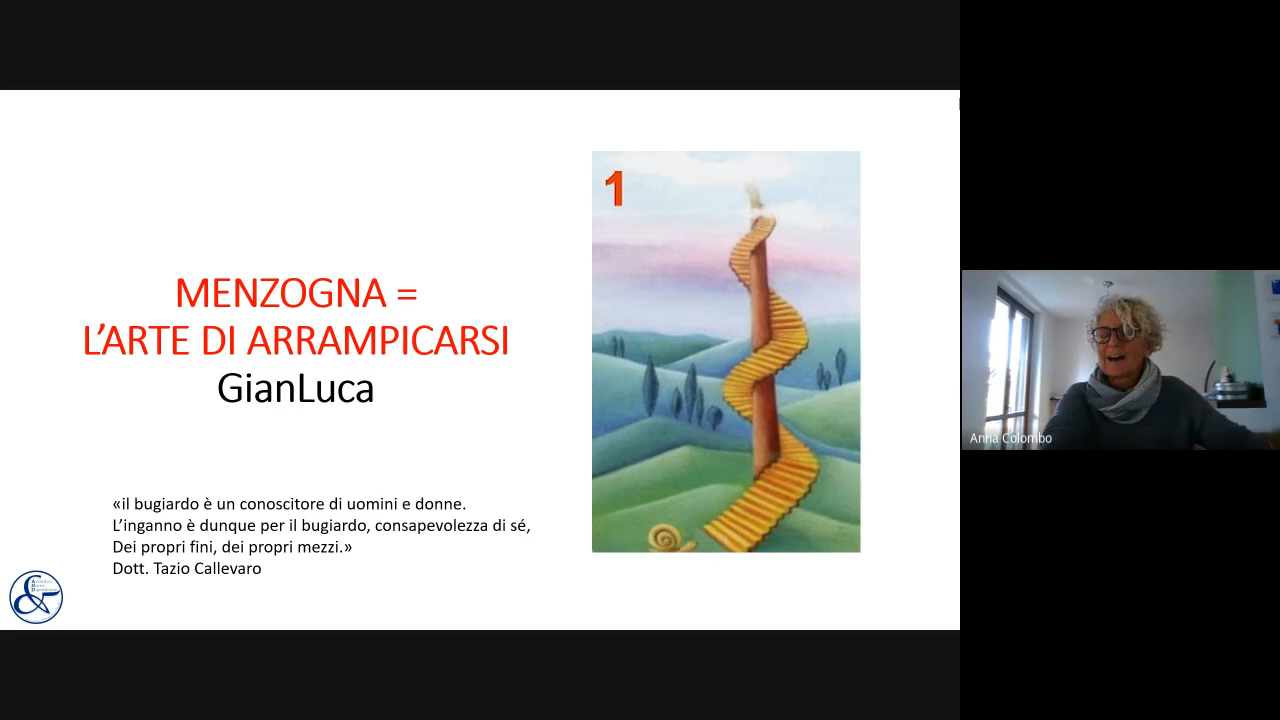 1
MENZOGNA =
L’ARTE DI ARRAMPICARSI
GianLuca
«il bugiardo è un conoscitore di uomini e donne.
L’inganno è dunque per il bugiardo, consapevolezza di sé,
Dei propri fini, dei propri mezzi.»
Dott. Tazio Callevaro
Anna Colombo